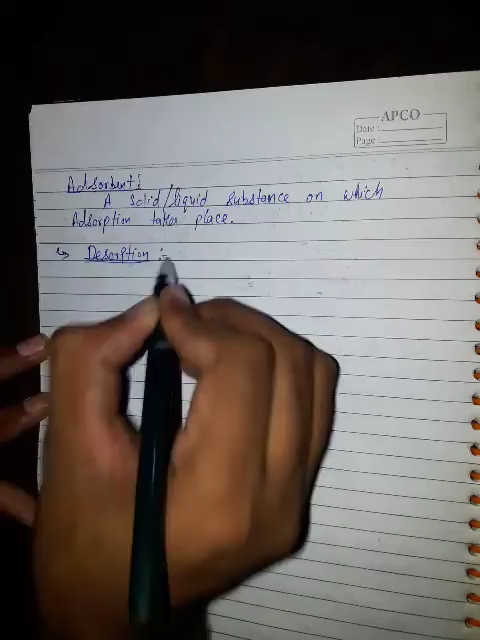 APCO
Date :
Page :
Adsorbent :
A Solid/liquid substance on which
Adsorption takes place.
↳ Desorption :-